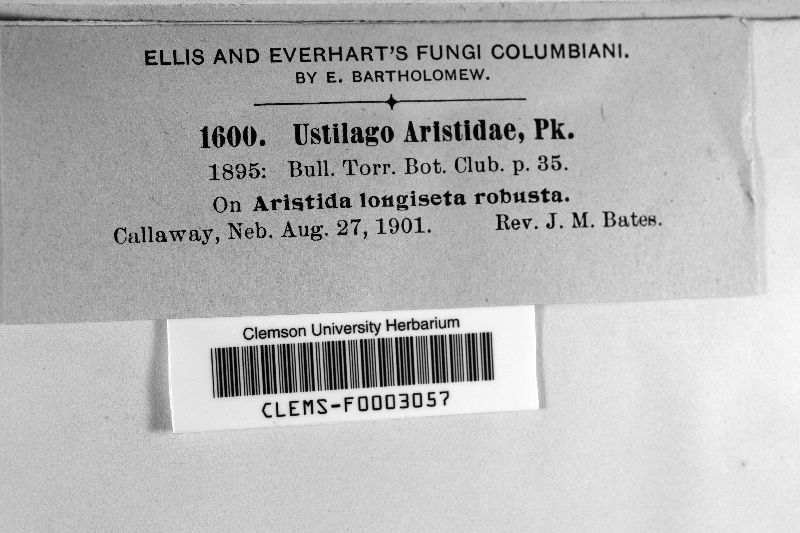 ELLIS AND EVERHART'S FUNGI COLUMBIANI.
BY E. BARTHOLOMEW.
1600. Ustilago Aristidae, Pk.
1895: Bull. Torr. Bot. Club. p. 35.
On Aristida longiseta robusta.
Callaway, Neb. Aug. 27, 1901. Rev. J. M. Bates.
Clemson University Herbarium
CLEMS-F0003057